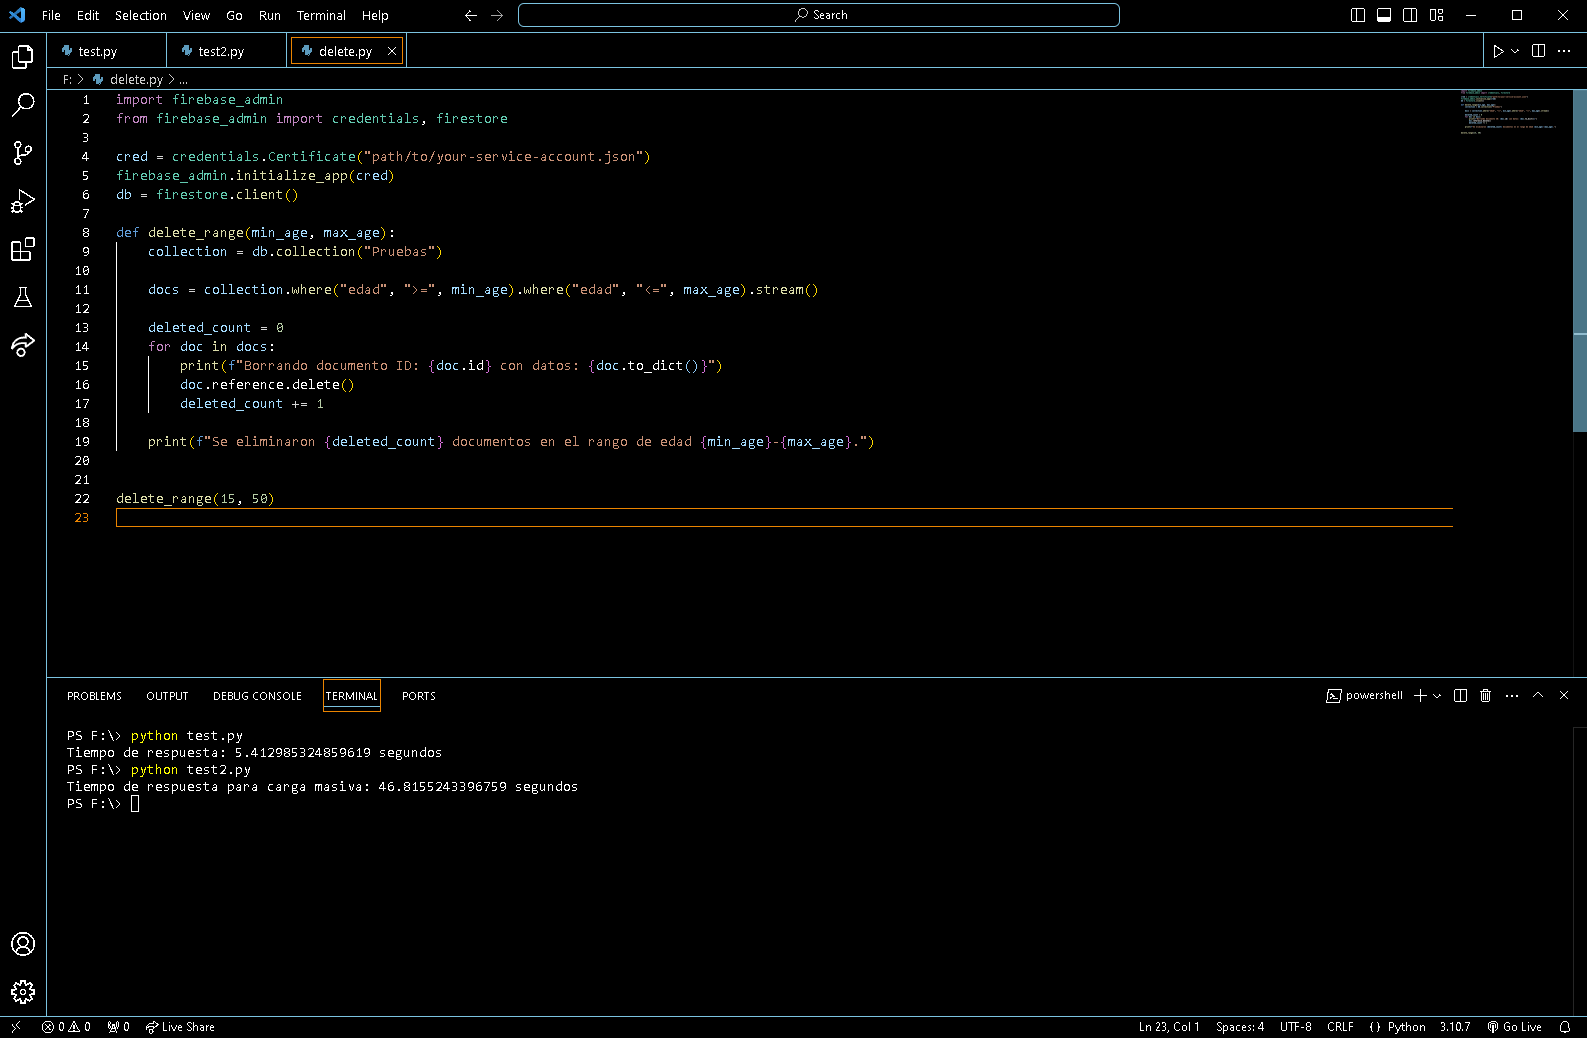 File Edit Selection View Go Run Terminal Help Search
test.py test2.py delete.py
F: > delete.py > ...
1 import firebase_admin
2 from firebase_admin import credentials, firestore
3
4 cred = credentials.Certificate("path/to/your-service-account.json")
5 firebase_admin.initialize_app(cred)
6 db = firestore.client()
7
8 def delete_range(min_age, max_age):
9 collection = db.collection("Pruebas")
10
11 docs = collection.where("edad", ">=", min_age).where("edad", "<=", max_age).stream()
12
13 deleted_count = 0
14 for doc in docs:
15 print(f"Borrando documento ID: {doc.id} con datos: {doc.to_dict()}")
16 doc.reference.delete()
17 deleted_count += 1
18
19 print(f"Se eliminaron {deleted_count} documentos en el rango de edad {min_age}-{max_age}.")
20
21
22 delete_range(15, 50)
23
PROBLEMS OUTPUT DEBUG CONSOLE TERMINAL PORTS powershell
PS F:\> python test.py
Tiempo de respuesta: 5.412985324859619 segundos
PS F:\> python test2.py
Tiempo de respuesta para carga masiva: 46.8155243396759 segundos
PS F:\>
0 0 0 Live Share Ln 23, Col 1 Spaces: 4 UTF-8 CRLF {} Python 3.10.7 Go Live